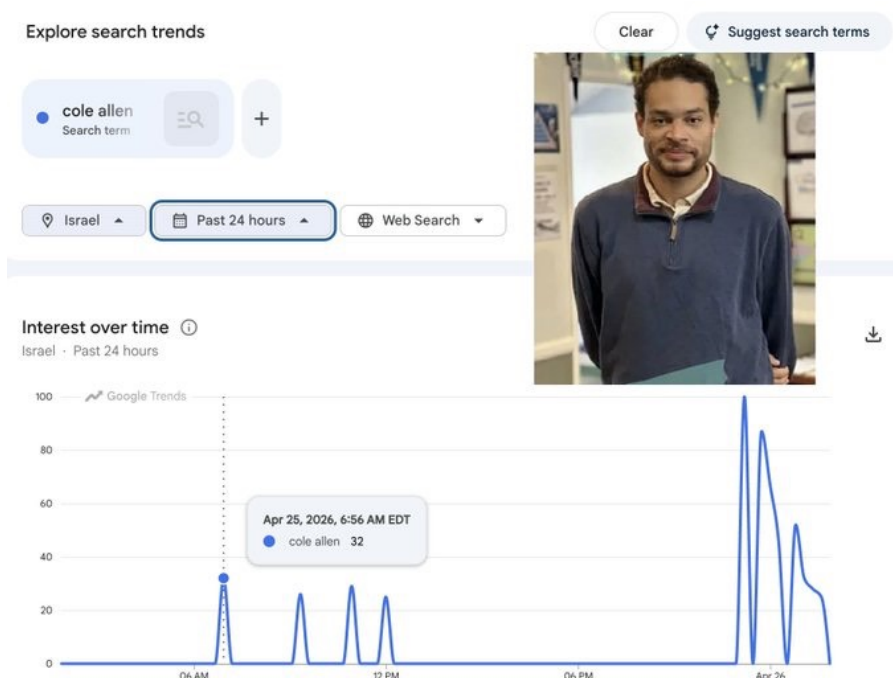 Explore search trends
Clear
Suggest search terms
cole allen
Search term
+
Israel
Past 24 hours
Web Search
Interest over time
Israel · Past 24 hours
Google Trends
100
80
60
40
20
0
Apr 25, 2026, 6:56 AM EDT
cole allen 32
06 AM
12 PM
06 PM
Apr 26